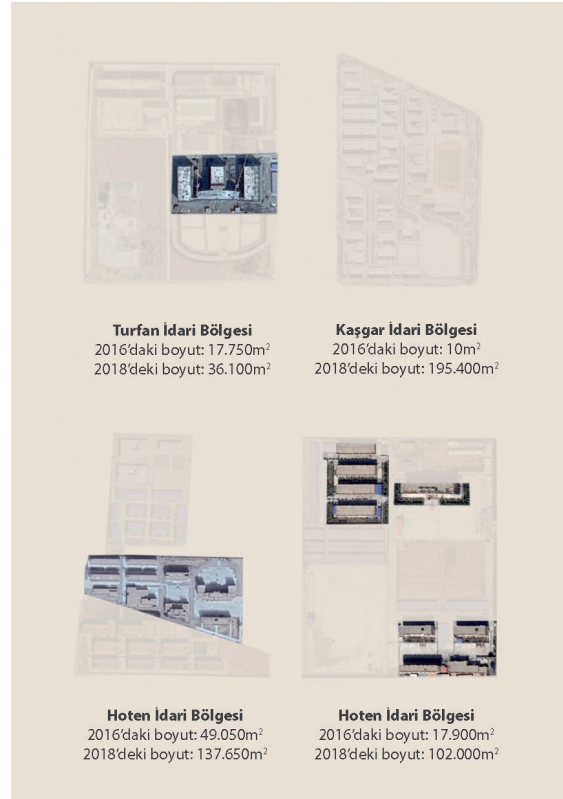 Turfan İdari Bölgesi
2016’daki boyut: 17.750m²
2018’deki boyut: 36.100m²
Kaşgar İdari Bölgesi
2016’daki boyut: 10m²
2018’deki boyut: 195.400m²
Hoten İdari Bölgesi
2016’daki boyut: 49.050m²
2018’deki boyut: 137.650m²
Hoten İdari Bölgesi
2016’daki boyut: 17.900m²
2018’deki boyut: 102.000m²